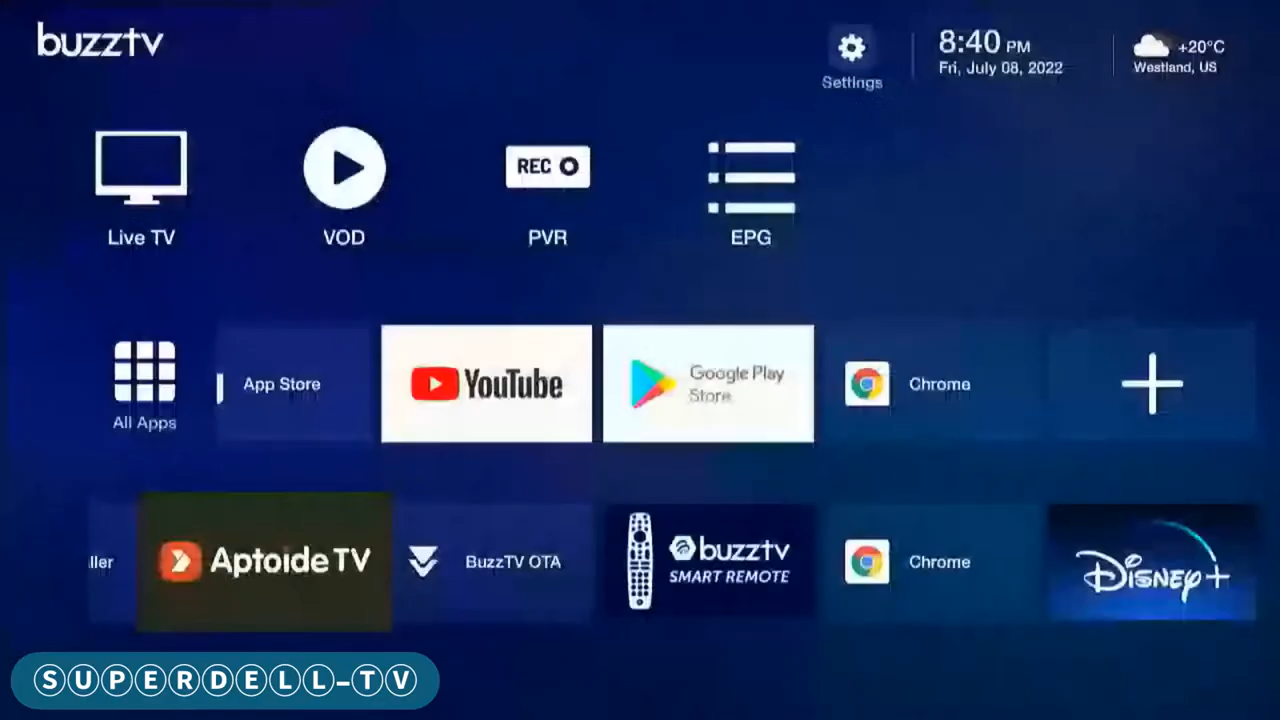 buzztv
8:40 PM
Fri, July 08, 2022
+20°C
Westland, US
Settings
Live TV
VOD
REC
PVR
EPG
All Apps
App Store
YouTube
Google Play
Store
Chrome
ller
Aptoide TV
BuzzTV OTA
buzztv
SMART REMOTE
Chrome
Disney+
SUPERDELL-TV